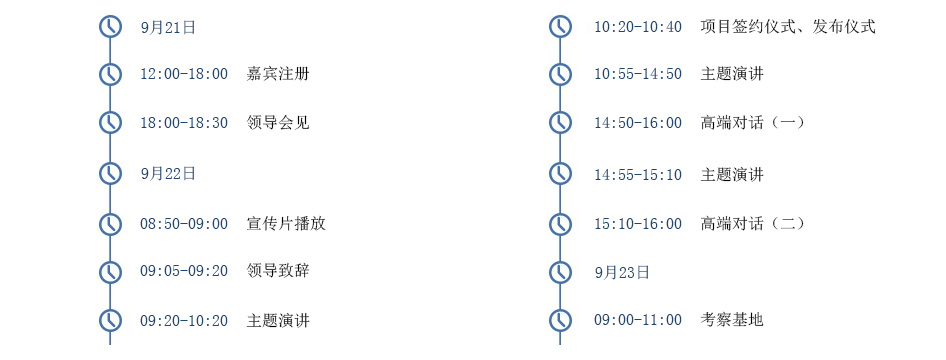 9月21日
12:00-18:00 嘉宾注册
18:00-18:30 领导会见
9月22日
08:50-09:00 宣传片播放
09:05-09:20 领导致辞
09:20-10:20 主题演讲
10:20-10:40 项目签约仪式、发布仪式
10:55-14:50 主题演讲
14:50-16:00 高端对话（一）
14:55-15:10 主题演讲
15:10-16:00 高端对话（二）
9月23日
09:00-11:00 考察基地